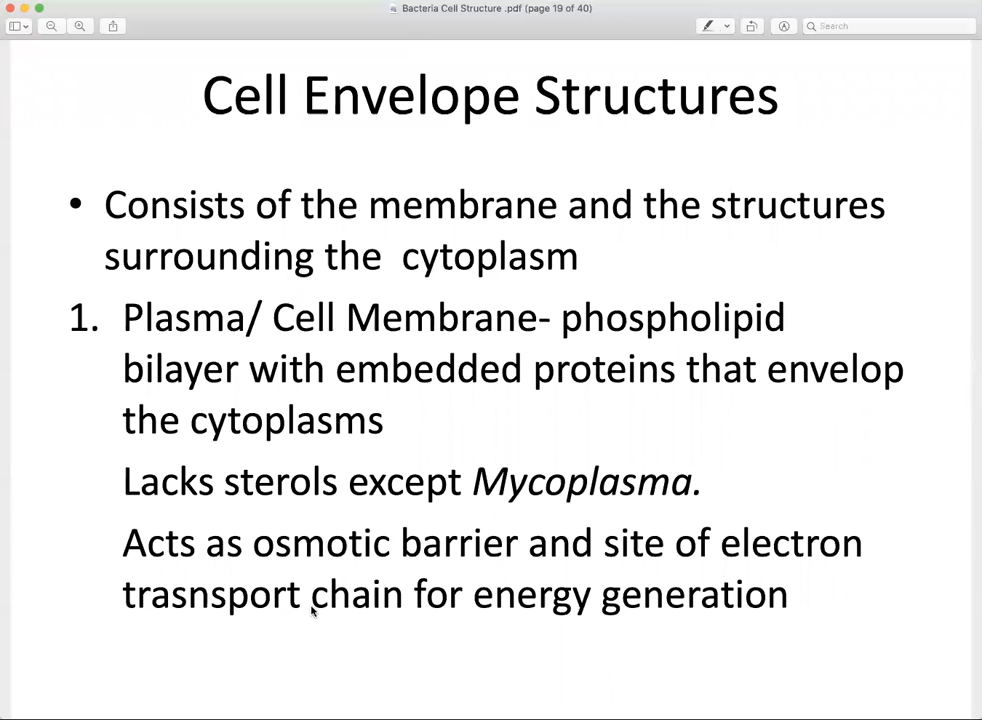 Bacteria Cell Structure .pdf (page 19 of 40)
Search
Cell Envelope Structures
• Consists of the membrane and the structures
surrounding the  cytoplasm
1. Plasma/ Cell Membrane- phospholipid
bilayer with embedded proteins that envelop
the cytoplasms
Lacks sterols except Mycoplasma.
Acts as osmotic barrier and site of electron
trasnsport chain for energy generation